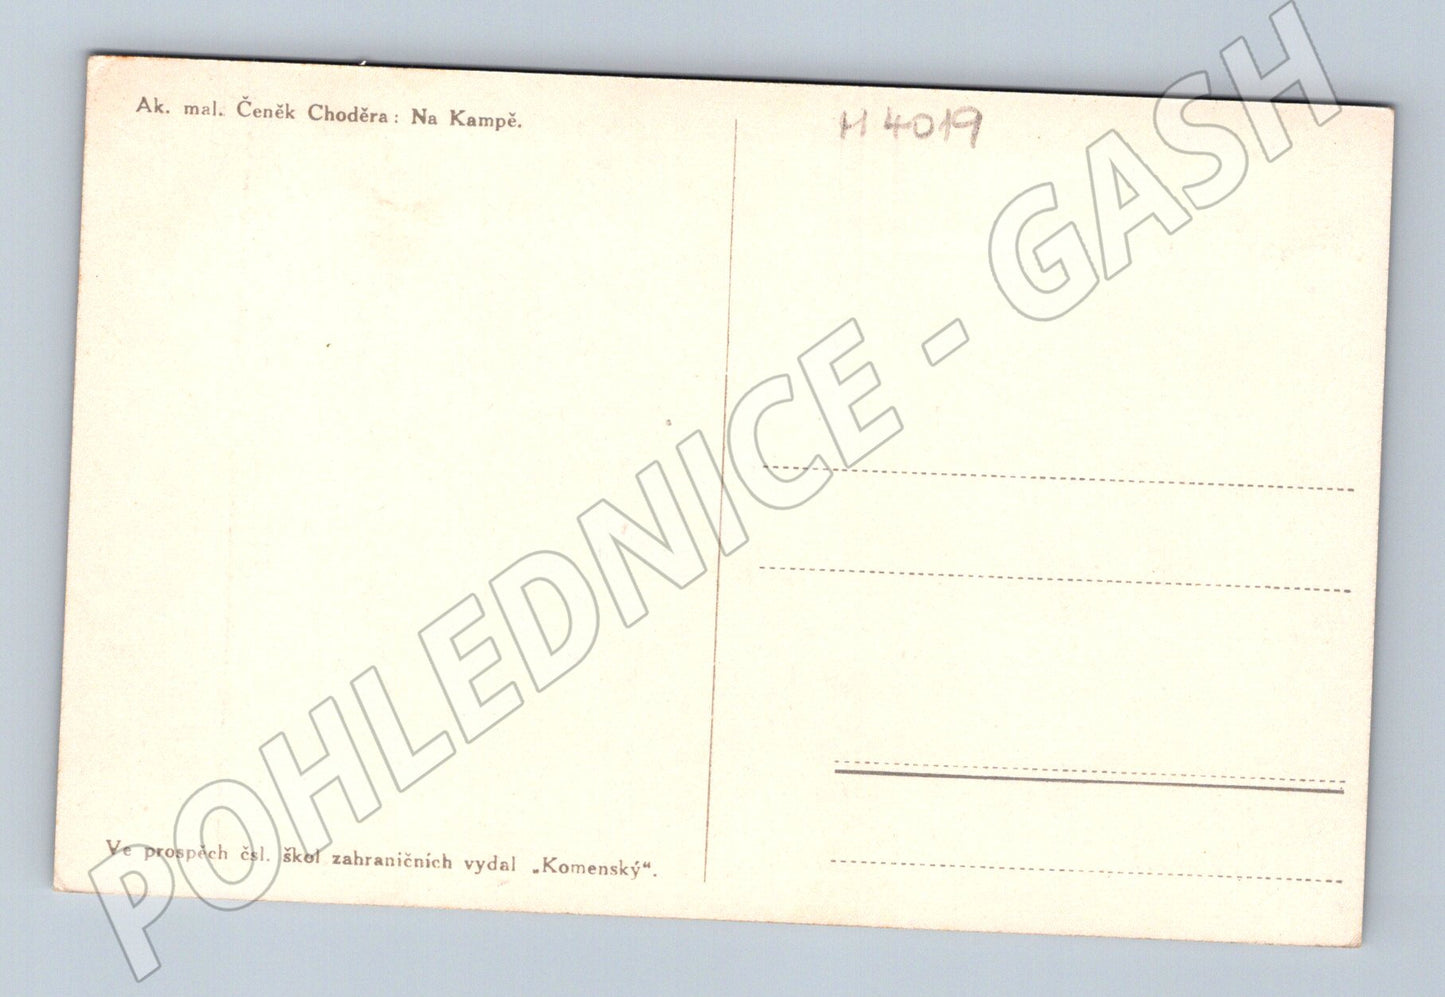 Ak. mal. Čeněk Choděra: Na Kampě.
H 4019
POHLEDNICE - GASH
Ve prospěch čsl. škol zahraničních vydal „Komenský“.